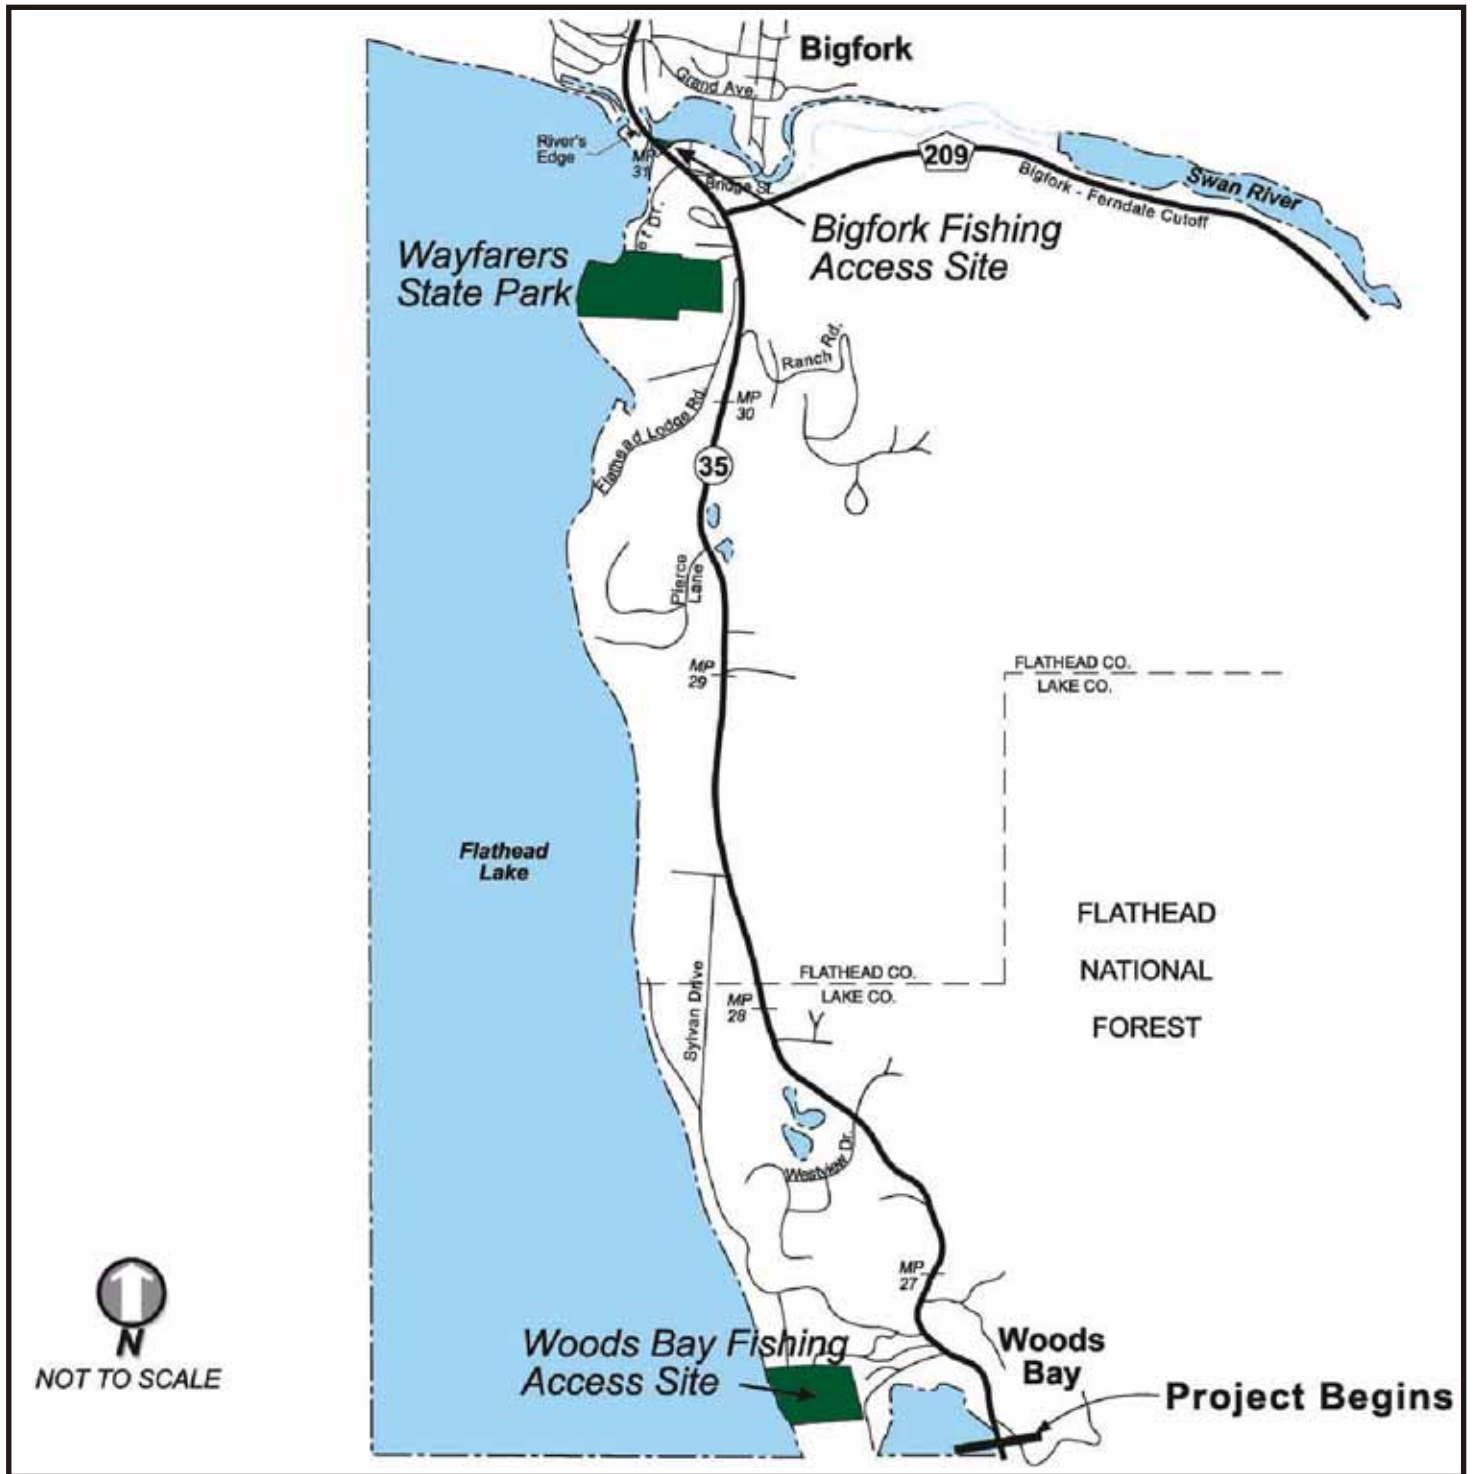 Bigfork
Grand Ave.
River's
Edge
MP
31
Bridge St.
209
Swan River
Bigfork - Ferndale Cutoff
Dr.
Bigfork Fishing
Access Site
Wayfarers
State Park
Ranch Rd.
MP
30
Flathead Lodge Rd.
35
Pierce
Lane
MP
29
FLATHEAD CO.
LAKE CO.
Flathead
Lake
FLATHEAD
NATIONAL
FOREST
FLATHEAD CO.
LAKE CO.
Sylvan Drive
MP
28
Westview Dr.
MP
27
N
NOT TO SCALE
Woods Bay Fishing
Access Site
Woods
Bay
Project Begins